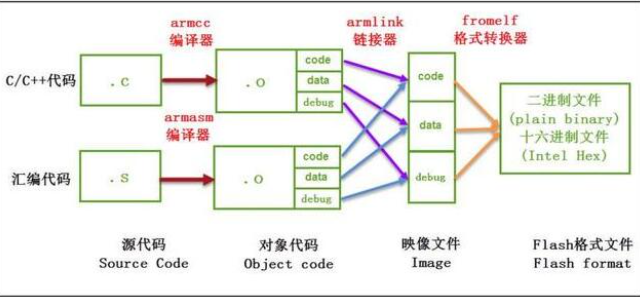 armcc
编译器
armlink
链接器
fromelf
格式转换器
C/C++代码
.C
.O
code
data
debug
armasm
编译器
汇编代码
.S
.O
code
data
debug
code
data
debug
二进制文件
(plain binary)
十六进制文件
(Intel Hex)
源代码
Source Code
对象代码
Object code
映像文件
Image
Flash格式文件
Flash format